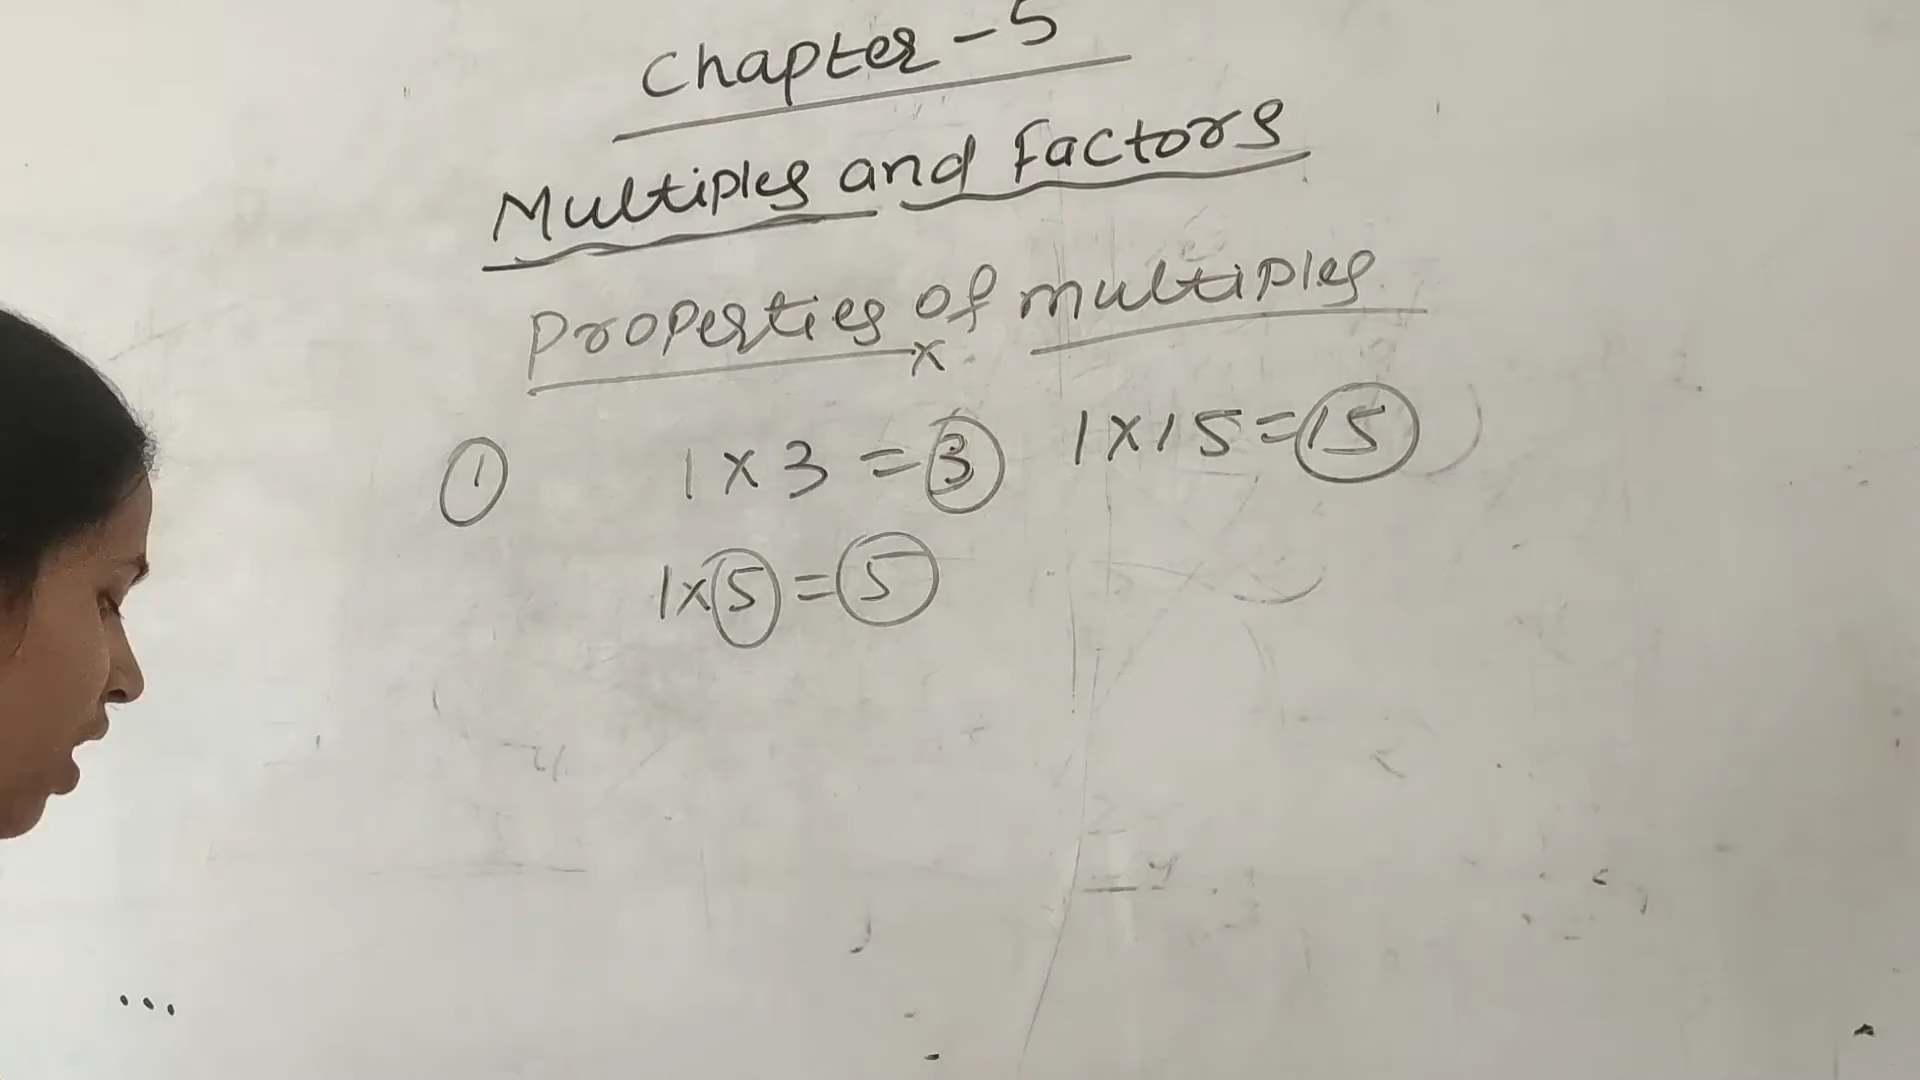 Chapter - 5
Multiples and Factors
Properties of multiples
x
① 1 x 3 = 3 1 x 15 = 15
1 x 5 = 5